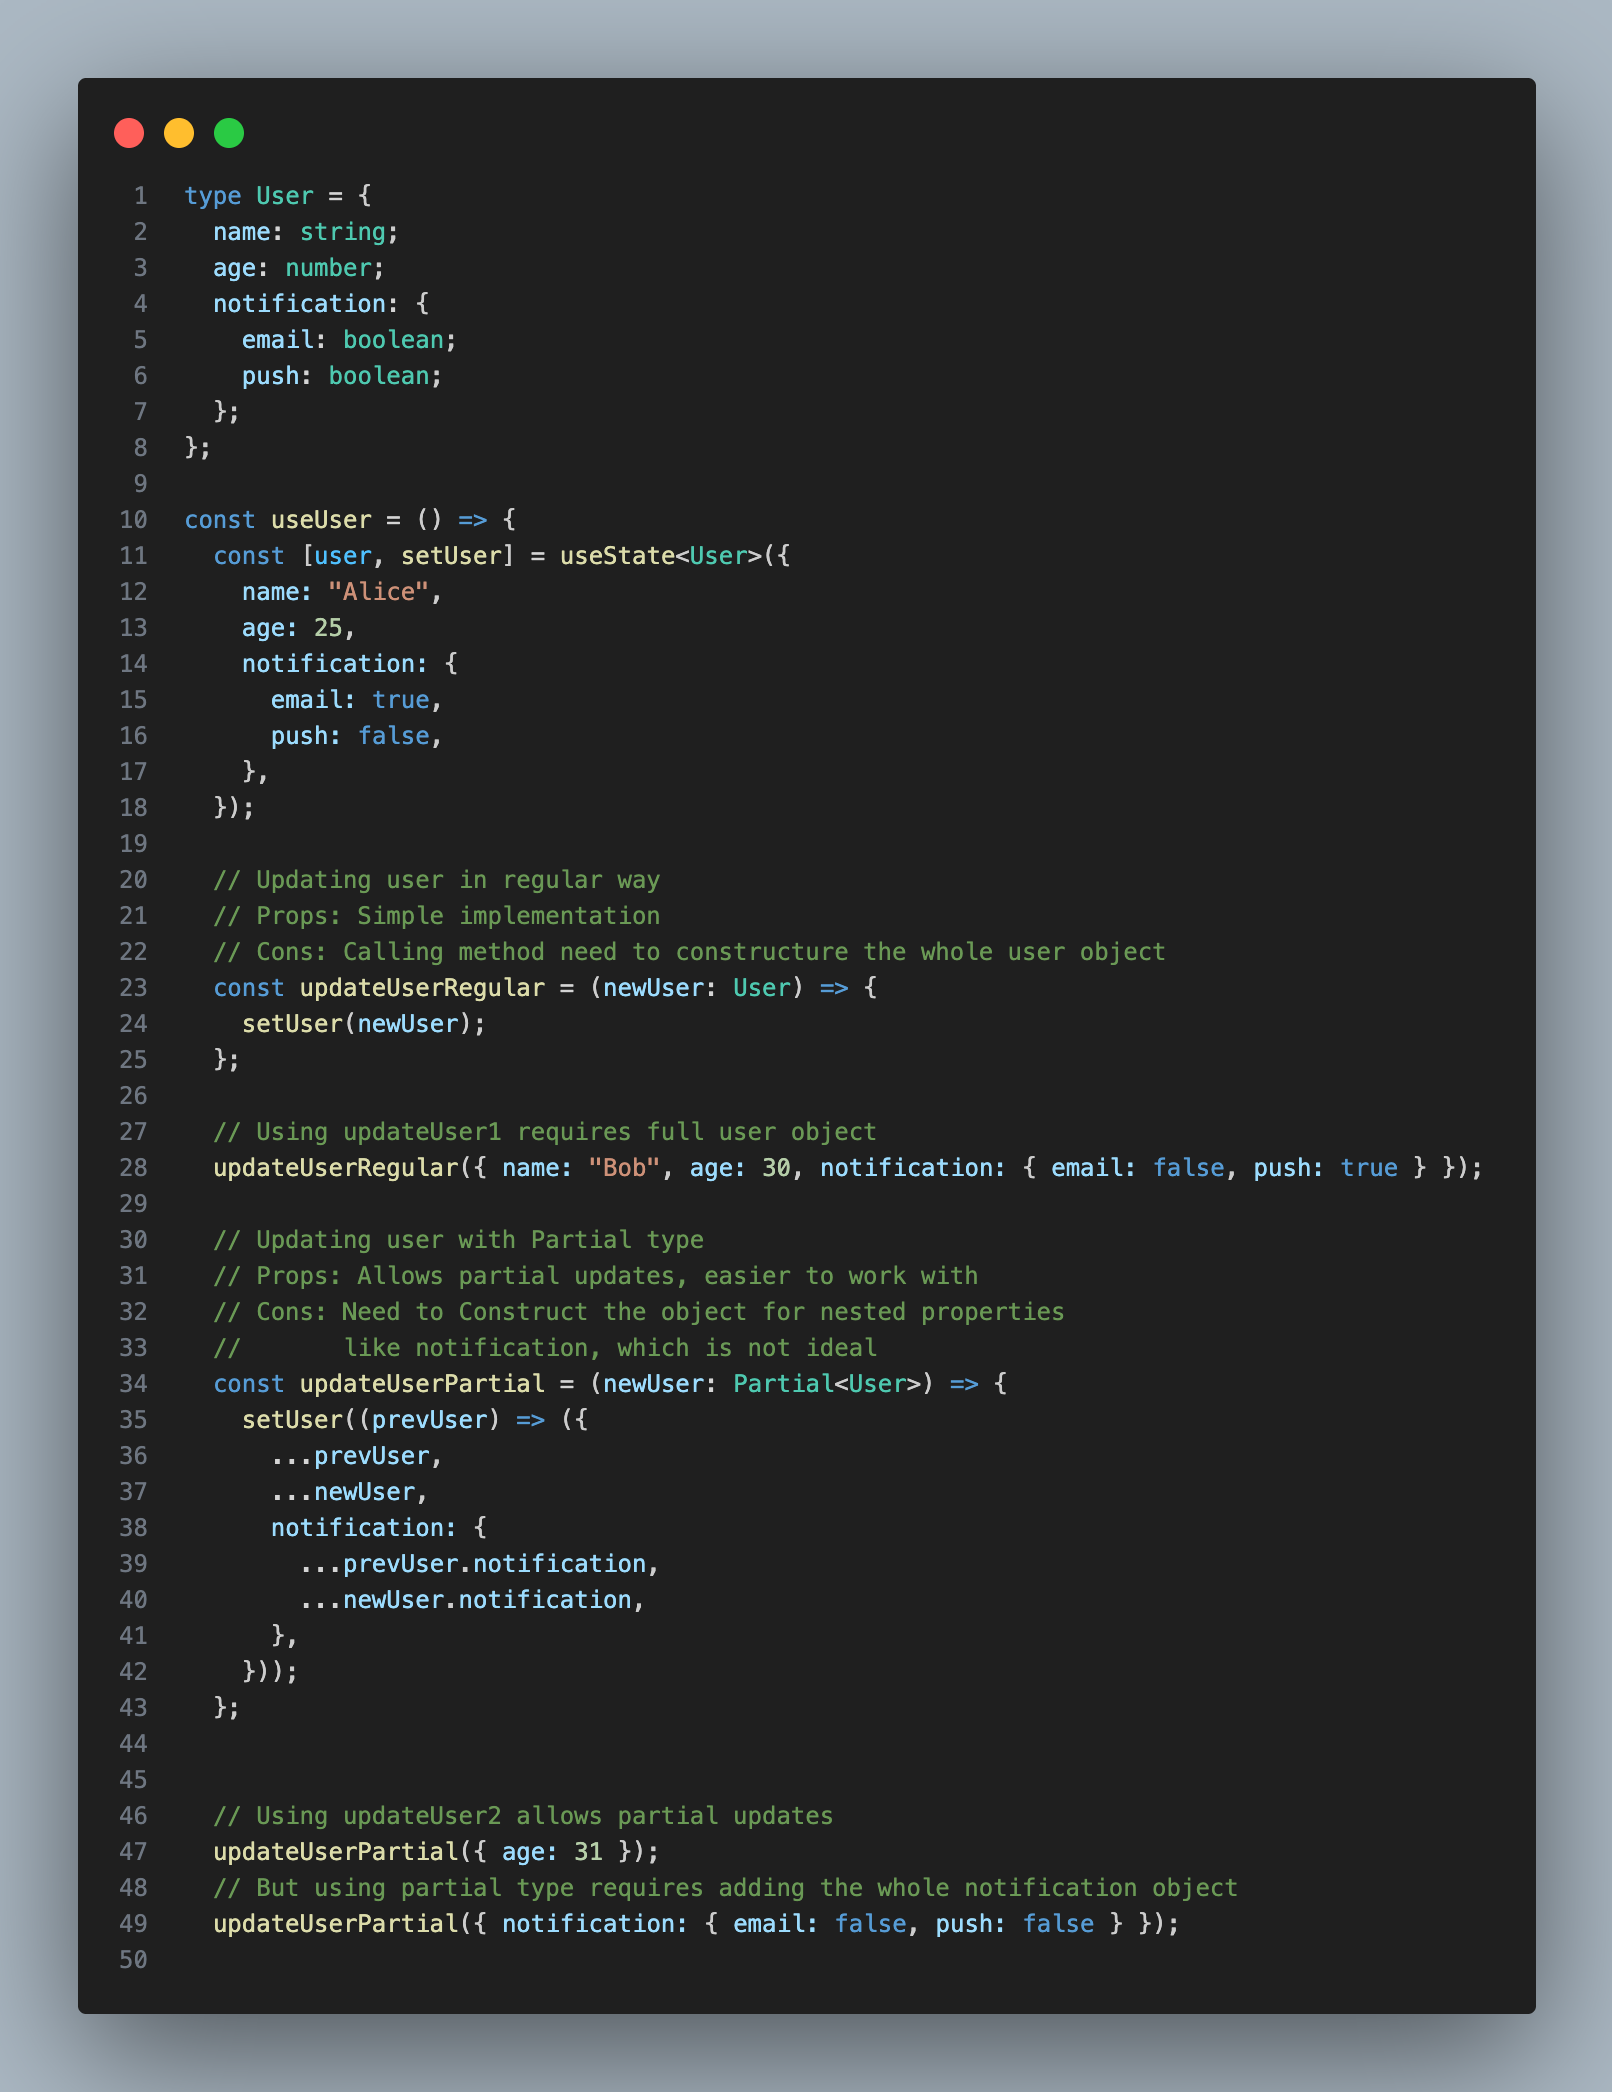 1 type User = {
2   name: string;
3   age: number;
4   notification: {
5     email: boolean;
6     push: boolean;
7   };
8 };
9
10 const useUser = () => {
11   const [user, setUser] = useState<User>({
12     name: "Alice",
13     age: 25,
14     notification: {
15       email: true,
16       push: false,
17     },
18   });
19
20   // Updating user in regular way
21   // Props: Simple implementation
22   // Cons: Calling method need to constructure the whole user object
23   const updateUserRegular = (newUser: User) => {
24     setUser(newUser);
25   };
26
27   // Using updateUser1 requires full user object
28   updateUserRegular({ name: "Bob", age: 30, notification: { email: false, push: true } });
29
30   // Updating user with Partial type
31   // Props: Allows partial updates, easier to work with
32   // Cons: Need to Construct the object for nested properties
33   //       like notification, which is not ideal
34   const updateUserPartial = (newUser: Partial<User>) => {
35     setUser((prevUser) => ({
36       ...prevUser,
37       ...newUser,
38       notification: {
39         ...prevUser.notification,
40         ...newUser.notification,
41       },
42     }));
43   };
44
45
46   // Using updateUser2 allows partial updates
47   updateUserPartial({ age: 31 });
48   // But using partial type requires adding the whole notification object
49   updateUserPartial({ notification: { email: false, push: false } });
50